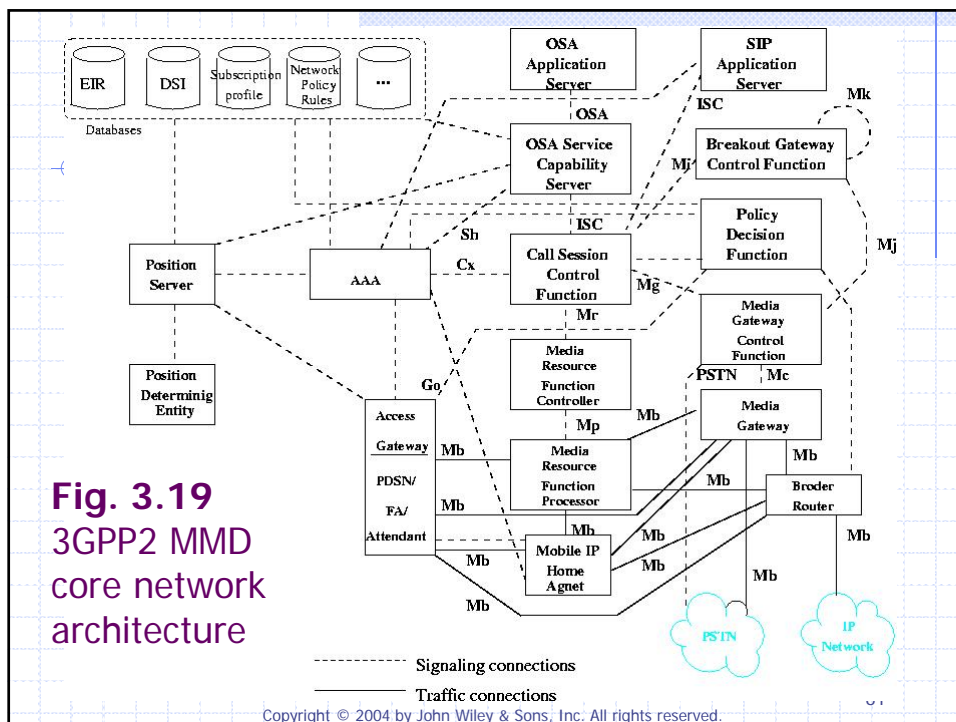 EIR
DSI
Subscription
profile
Network
Policy
Rules
...
Databases
OSA
Application
Server
SIP
Application
Server
ISC
Mk
OSA
OSA Service
Capability
Server
Mi
Breakout Gateway
Control Function
Sh
ISC
Policy
Decision
Function
Mj
Position
Server
AAA
Cx
Call Session
Control
Function
Mg
Mr
Media
Gateway
Control
Function
Position
Determinig
Entity
Go
Media
Resource
Function
Controller
PSTN
Mc
Access
Gateway
PDSN/
FA/
Attendant
Mp
Mb
Media
Gateway
Mb
Media
Resource
Function
Processor
Mb
Mb
Broder
Router
Mb
Mb
Mobile IP
Home
Agnet
Mb
Mb
Mb
Mb
Mb
PSTN
IP
Network
Fig. 3.19
3GPP2 MMD
core network
architecture
Signaling connections
Traffic connections
Copyright © 2004 by John Wiley & Sons, Inc. All rights reserved.